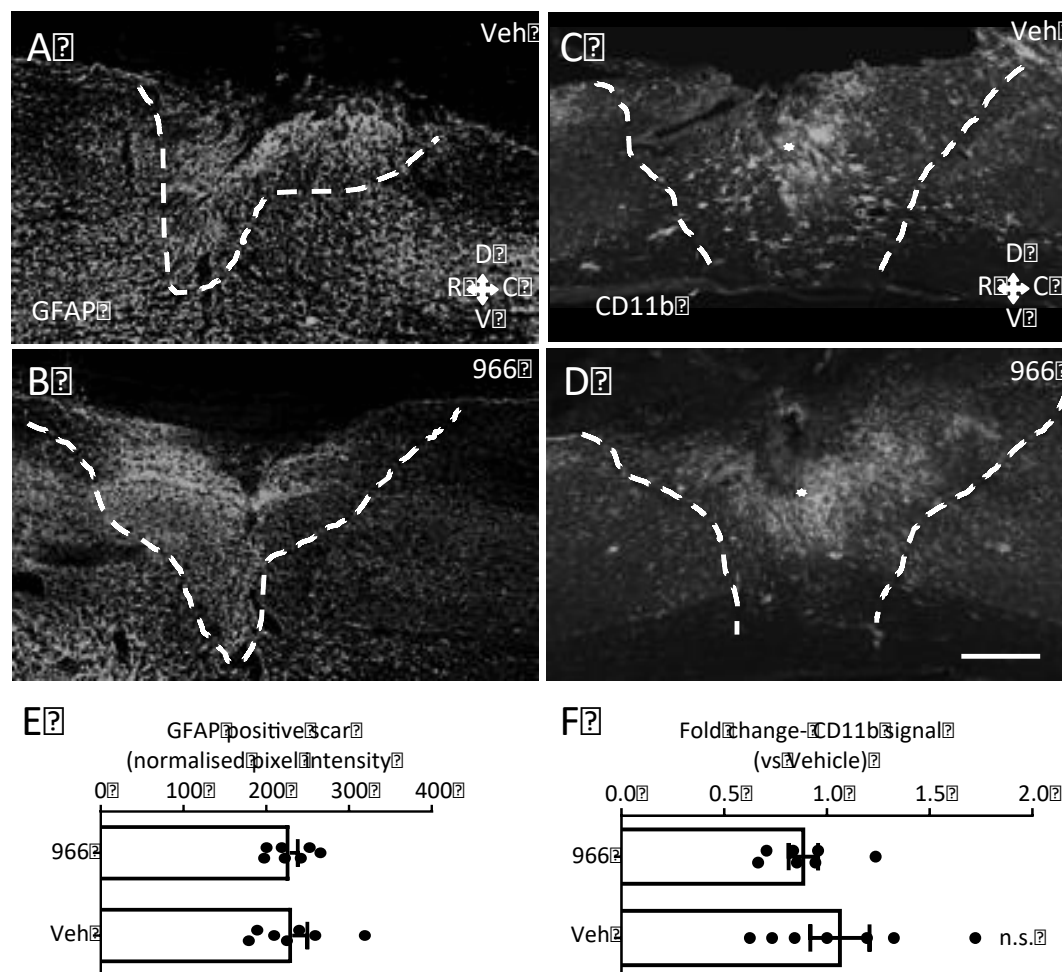 A
Veh
GFAP
D
R C
V
C
Veh
CD11b
D
R C
V
B
966
D
966
E
GFAP positive scar
(normalised pixel intensity
0 100 200 300 400
966
Veh
F
Fold change- CD11b signal
(vs Vehicle)
0.0 0.5 1.0 1.5 2.0
966
Veh
n.s.